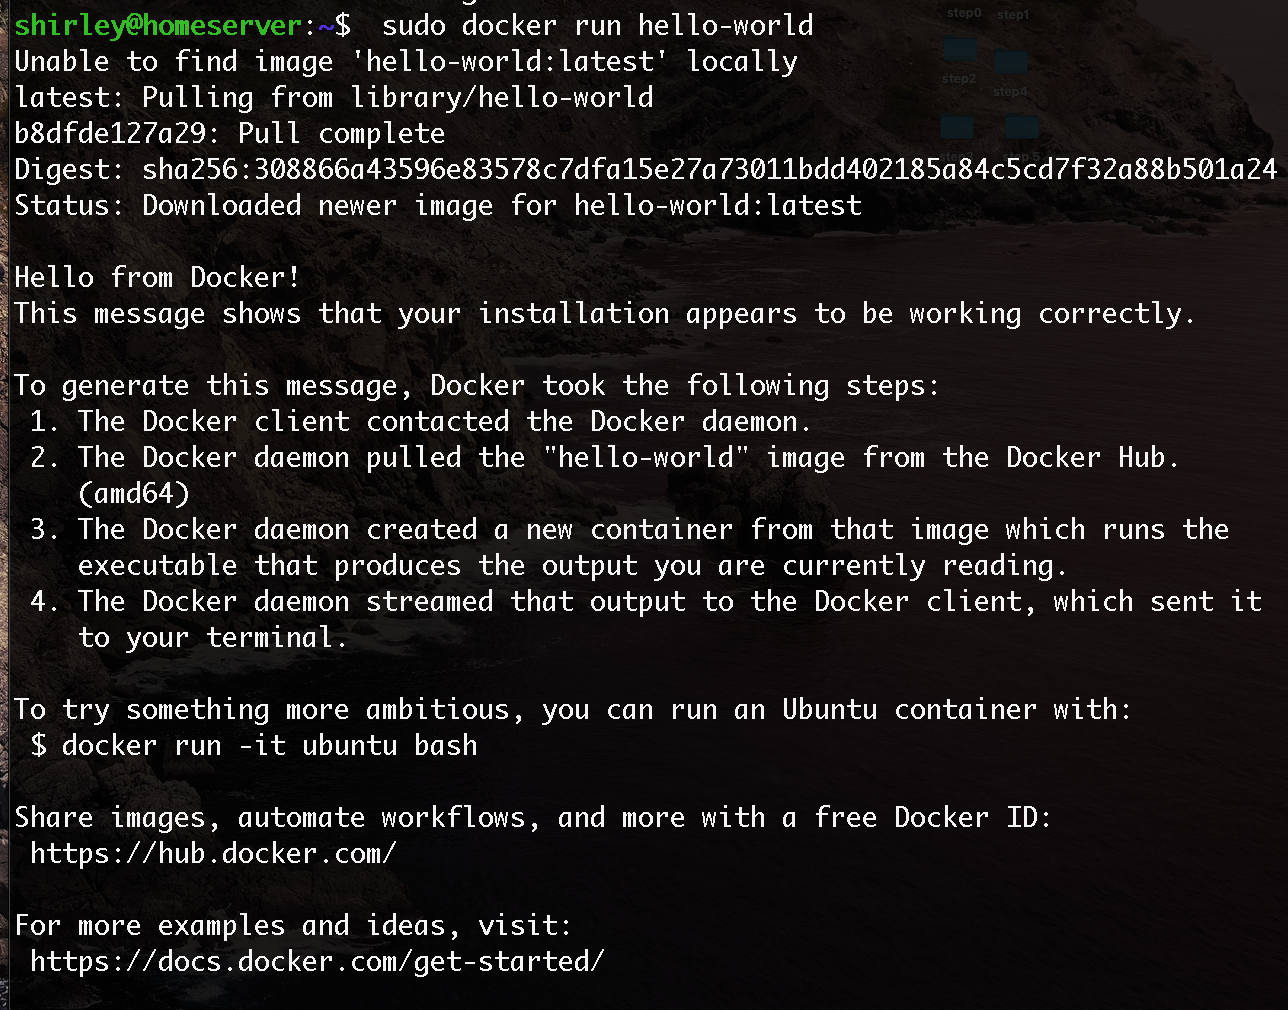 shirley@homeserver:~$  sudo docker run hello-world
Unable to find image 'hello-world:latest' locally
latest: Pulling from library/hello-world
b8dfde127a29: Pull complete
Digest: sha256:308866a43596e83578c7dfa15e27a73011bdd402185a84c5cd7f32a88b501a24
Status: Downloaded newer image for hello-world:latest

Hello from Docker!
This message shows that your installation appears to be working correctly.

To generate this message, Docker took the following steps:
 1. The Docker client contacted the Docker daemon.
 2. The Docker daemon pulled the "hello-world" image from the Docker Hub.
    (amd64)
 3. The Docker daemon created a new container from that image which runs the
    executable that produces the output you are currently reading.
 4. The Docker daemon streamed that output to the Docker client, which sent it
    to your terminal.

To try something more ambitious, you can run an Ubuntu container with:
 $ docker run -it ubuntu bash

Share images, automate workflows, and more with a free Docker ID:
 https://hub.docker.com/

For more examples and ideas, visit:
 https://docs.docker.com/get-started/
step0 step1
step2
step4